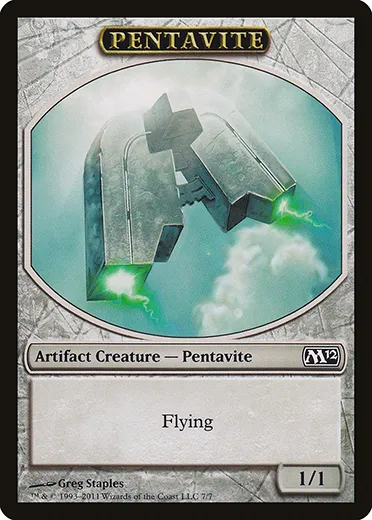 PENTAVITE
Artifact Creature — Pentavite
M12
Flying
Greg Staples
™ & © 1993–2011 Wizards of the Coast LLC 7/7
1/1